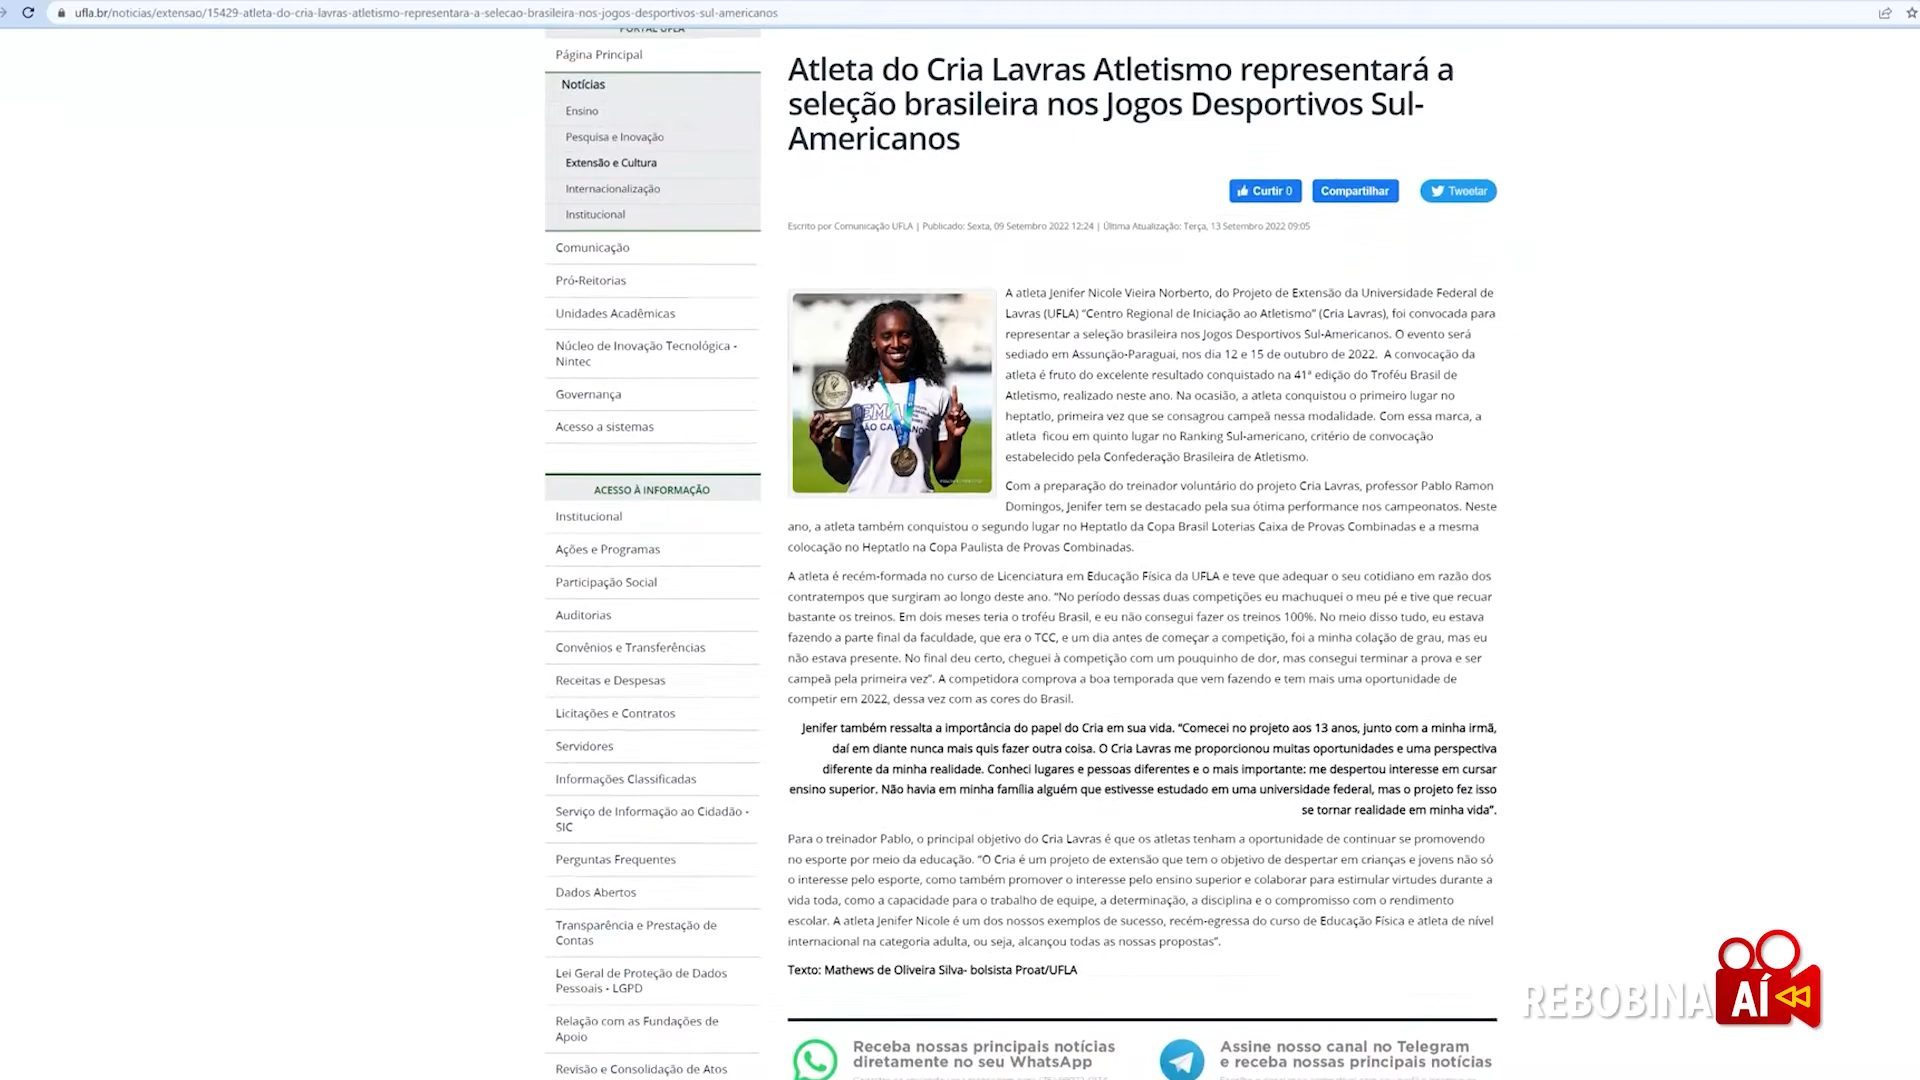 ufla.br/noticias/extensao/15429-atleta-do-cria-lavras-atletismo-representara-a-selecao-brasileira-nos-jogos-desportivos-sul-americanos
PORTAL UFLA
Página Principal
Notícias
Ensino
Pesquisa e Inovação
Extensão e Cultura
Internacionalização
Institucional
Comunicação
Pró-Reitorias
Unidades Acadêmicas
Núcleo de Inovação Tecnológica -
Nintec
Governança
Acesso a sistemas
ACESSO À INFORMAÇÃO
Institucional
Ações e Programas
Participação Social
Auditorias
Convênios e Transferências
Receitas e Despesas
Licitações e Contratos
Servidores
Informações Classificadas
Serviço de Informação ao Cidadão -
SIC
Perguntas Frequentes
Dados Abertos
Transparência e Prestação de
Contas
Lei Geral de Proteção de Dados
Pessoais - LGPD
Relação com as Fundações de
Apoio
Revisão e Consolidação de Atos
Atleta do Cria Lavras Atletismo representará a
seleção brasileira nos Jogos Desportivos Sul-
Americanos
Curtir 0
Compartilhar
Tweetar
Escrito por Comunicação UFLA | Publicado: Sexta, 09 Setembro 2022 12:24 | Última Atualização: Terça, 13 Setembro 2022 09:05
A atleta Jenifer Nicole Vieira Norberto, do Projeto de Extensão da Universidade Federal de
Lavras (UFLA) “Centro Regional de Iniciação ao Atletismo” (Cria Lavras), foi convocada para
representar a seleção brasileira nos Jogos Desportivos Sul-Americanos. O evento será
sediado em Assunção-Paraguai, nos dia 12 e 15 de outubro de 2022. A convocação da
atleta é fruto do excelente resultado conquistado na 41ª edição do Troféu Brasil de
Atletismo, realizado neste ano. Na ocasião, a atleta conquistou o primeiro lugar no
heptatlo, primeira vez que se consagrou campeã nessa modalidade. Com essa marca, a
atleta ficou em quinto lugar no Ranking Sul-americano, critério de convocação
estabelecido pela Confederação Brasileira de Atletismo.
Com a preparação do treinador voluntário do projeto Cria Lavras, professor Pablo Ramon
Domingos, Jenifer tem se destacado pela sua ótima performance nos campeonatos. Neste
ano, a atleta também conquistou o segundo lugar no Heptatlo da Copa Brasil Loterias Caixa de Provas Combinadas e a mesma
colocação no Heptatlo na Copa Paulista de Provas Combinadas.
A atleta é recém-formada no curso de Licenciatura em Educação Física da UFLA e teve que adequar o seu cotidiano em razão dos
contratempos que surgiram ao longo deste ano. “No período dessas duas competições eu machuquei o meu pé e tive que recuar
bastante os treinos. Em dois meses teria o troféu Brasil, e eu não consegui fazer os treinos 100%. No meio disso tudo, eu estava
fazendo a parte final da faculdade, que era o TCC, e um dia antes de começar a competição, foi a minha colação de grau, mas eu
não estava presente. No final deu certo, cheguei à competição com um pouquinho de dor, mas consegui terminar a prova e ser
campeã pela primeira vez”. A competidora comprova a boa temporada que vem fazendo e tem mais uma oportunidade de
competir em 2022, dessa vez com as cores do Brasil.
Jenifer também ressalta a importância do papel do Cria em sua vida. “Comecei no projeto aos 13 anos, junto com a minha irmã,
daí em diante nunca mais quis fazer outra coisa. O Cria Lavras me proporcionou muitas oportunidades e uma perspectiva
diferente da minha realidade. Conheci lugares e pessoas diferentes e o mais importante: me despertou interesse em cursar
ensino superior. Não havia em minha família alguém que estivesse estudado em uma universidade federal, mas o projeto fez isso
se tornar realidade em minha vida”.
Para o treinador Pablo, o principal objetivo do Cria Lavras é que os atletas tenham a oportunidade de continuar se promovendo
no esporte por meio da educação. “O Cria é um projeto de extensão que tem o objetivo de despertar em crianças e jovens não só
o interesse pelo esporte, como também promover o interesse pelo ensino superior e colaborar para estimular virtudes durante a
vida toda, como a capacidade para o trabalho de equipe, a determinação, a disciplina e o compromisso com o rendimento
escolar. A atleta Jenifer Nicole é um dos nossos exemplos de sucesso, recém-egressa do curso de Educação Física e atleta de nível
internacional na categoria adulta, ou seja, alcançou todas as nossas propostas”.
Texto: Mathews de Oliveira Silva- bolsista Proat/UFLA
Receba nossas principais notícias
diretamente no seu WhatsApp
Assine nosso canal no Telegram
e receba nossas principais notícias
REBOBINA AÍ